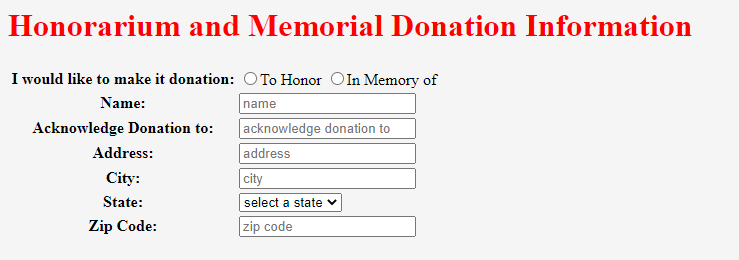 Honorarium and Memorial Donation Information
I would like to make it donation: To Honor In Memory of
Name: name
Acknowledge Donation to: acknowledge donation to
Address: address
City: city
State: select a state
Zip Code: zip code